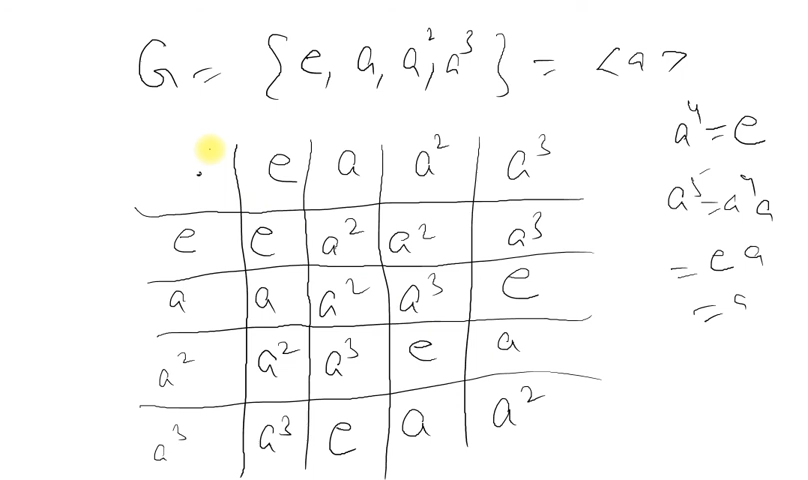 G = {e, a, a², a³} = <a>
a⁴ = e
a⁵ = a⁴a
= ea
= a
. | e | a | a² | a³
e | e | a² | a² | a³
a | a | a² | a³ | e
a² | a² | a³ | e | a
a³ | a³ | e | a | a²